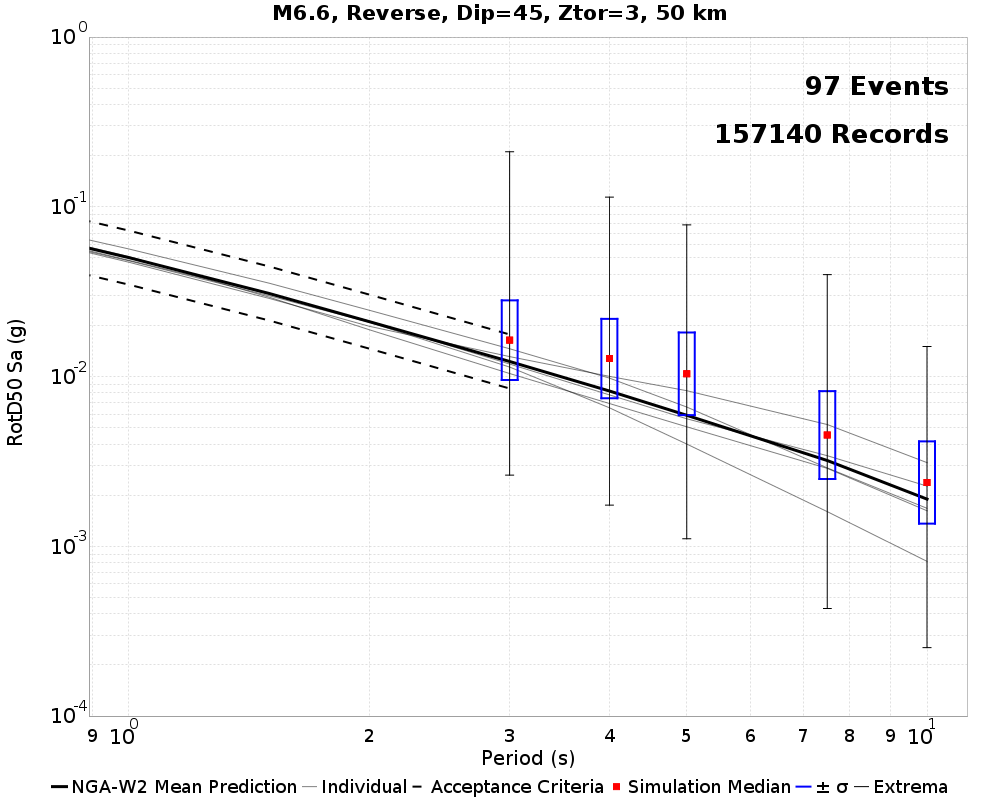 M6.6, Reverse, Dip=45, Ztor=3, 50 km
97 Events
157140 Records
RotD50 Sa (g)
10^0
10^-1
10^-2
10^-3
10^-4
9 10^0 2 3 4 5 6 7 8 9 10^1
Period (s)
NGA-W2 Mean Prediction Individual Acceptance Criteria Simulation Median ± σ Extrema